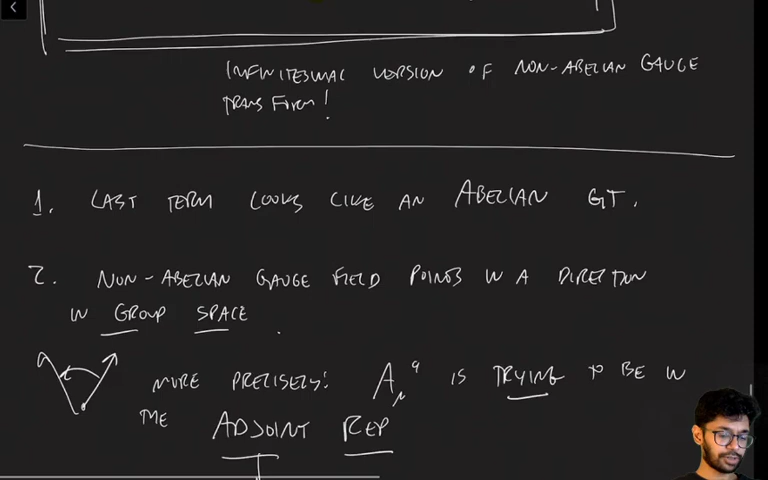 INFINITESIMAL VERSION OF NON-ABELIAN GAUGE
TRANSFORM!
1. LAST TERM LOOKS LIKE AN ABELIAN GT.
2. NON-ABELIAN GAUGE FIELD POINTS IN A DIRECTION
IN GROUP SPACE.
MORE PRECISELY: A_μ^a IS TRYING TO BE IN
THE ADJOINT REP